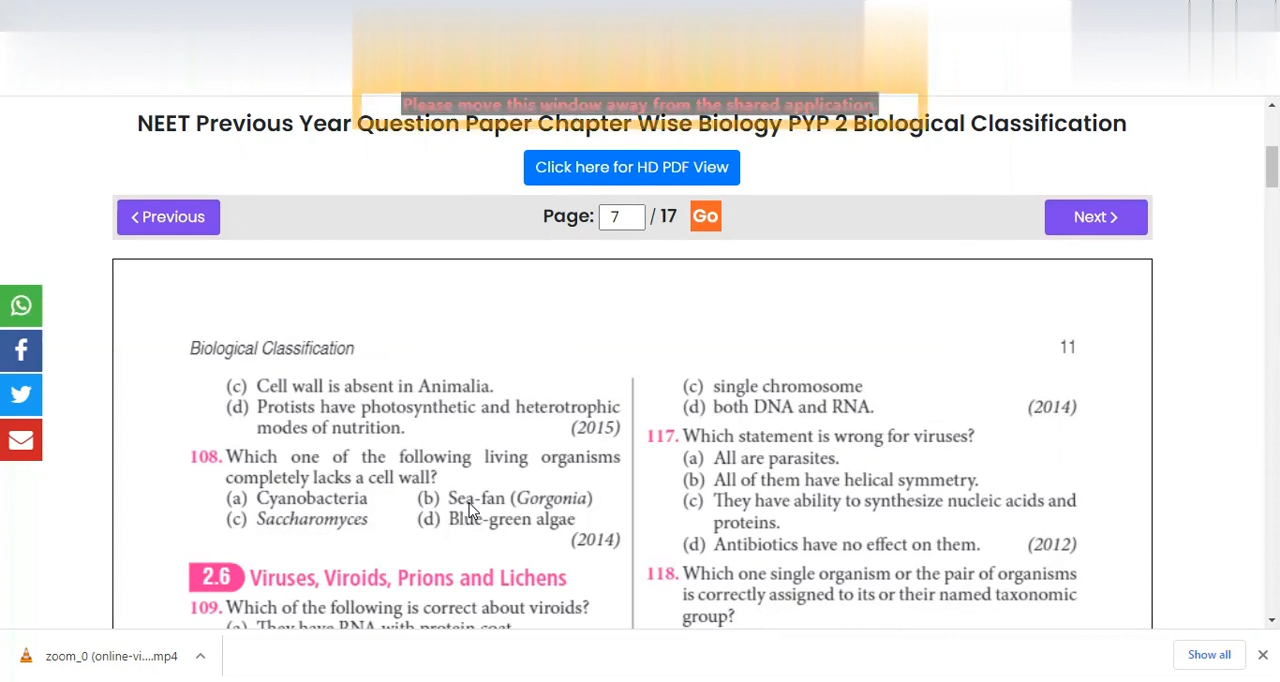 Please move this window away from the shared application.
NEET Previous Year Question Paper Chapter Wise Biology PYP 2 Biological Classification
Click here for HD PDF View
Previous
Page: 7 / 17 Go
Next
Biological Classification
11
(c) Cell wall is absent in Animalia.
(d) Protists have photosynthetic and heterotrophic
modes of nutrition. (2015)
108. Which one of the following living organisms
completely lacks a cell wall?
(a) Cyanobacteria (b) Sea-fan (Gorgonia)
(c) Saccharomyces (d) Blue-green algae
(2014)
2.6 Viruses, Viroids, Prions and Lichens
109. Which of the following is correct about viroids?
(a) They have RNA with protein coat.
(c) single chromosome
(d) both DNA and RNA. (2014)
117. Which statement is wrong for viruses?
(a) All are parasites.
(b) All of them have helical symmetry.
(c) They have ability to synthesize nucleic acids and
proteins.
(d) Antibiotics have no effect on them. (2012)
118. Which one single organism or the pair of organisms
is correctly assigned to its or their named taxonomic
group?
zoom_0 (online-vi....mp4
Show all